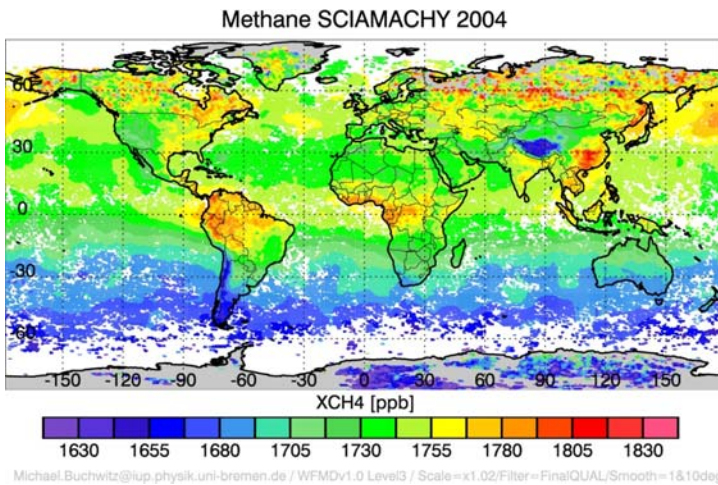 Methane SCIAMACHY 2004
60
30
0
-30
-60
-150 -120 -90 -60 -30 0 30 60 90 120 150
XCH4 [ppb]
1630 1655 1680 1705 1730 1755 1780 1805 1830
Michael.Buchwitz@iup.physik.uni-bremen.de / WFMDv1.0 Level3 / Scale=x1.02/Filter=FinalQUAL/Smooth=1&10deg